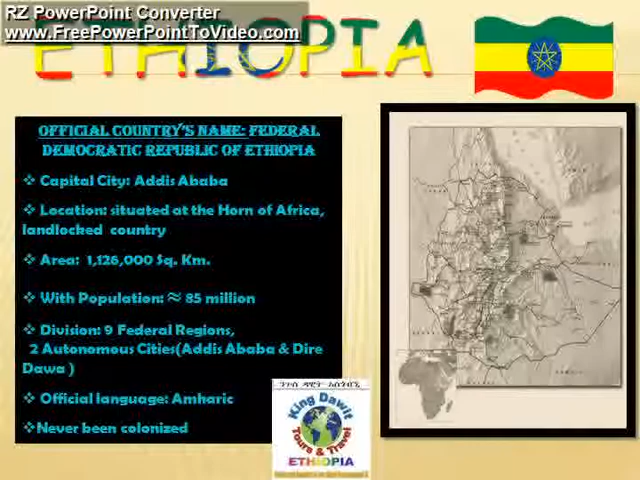 RZ PowerPoint Converter
www.FreePowerPointToVideo.com
ETHIOPIA
OFFICIAL COUNTRY'S NAME: FEDERAL
DEMOCRATIC REPUBLIC OF ETHIOPIA
❖ Capital City: Addis Ababa
❖ Location: situated at the Horn of Africa,
landlocked country
❖ Area: 1,126,000 Sq. Km.
❖ With Population: ≈ 85 million
❖ Division: 9 Federal Regions,
2 Autonomous Cities(Addis Ababa & Dire
Dawa )
❖ Official language: Amharic
❖Never been colonized
King Dawit
Tours & Travel
ETHIOPIA